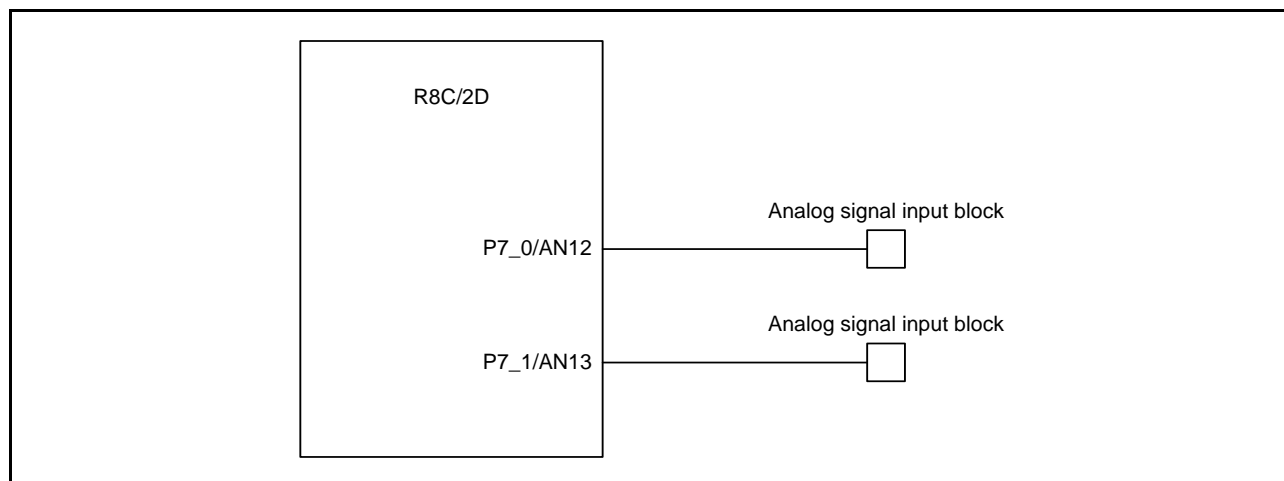 R8C/2D
Analog signal input block
P7_0/AN12
Analog signal input block
P7_1/AN13